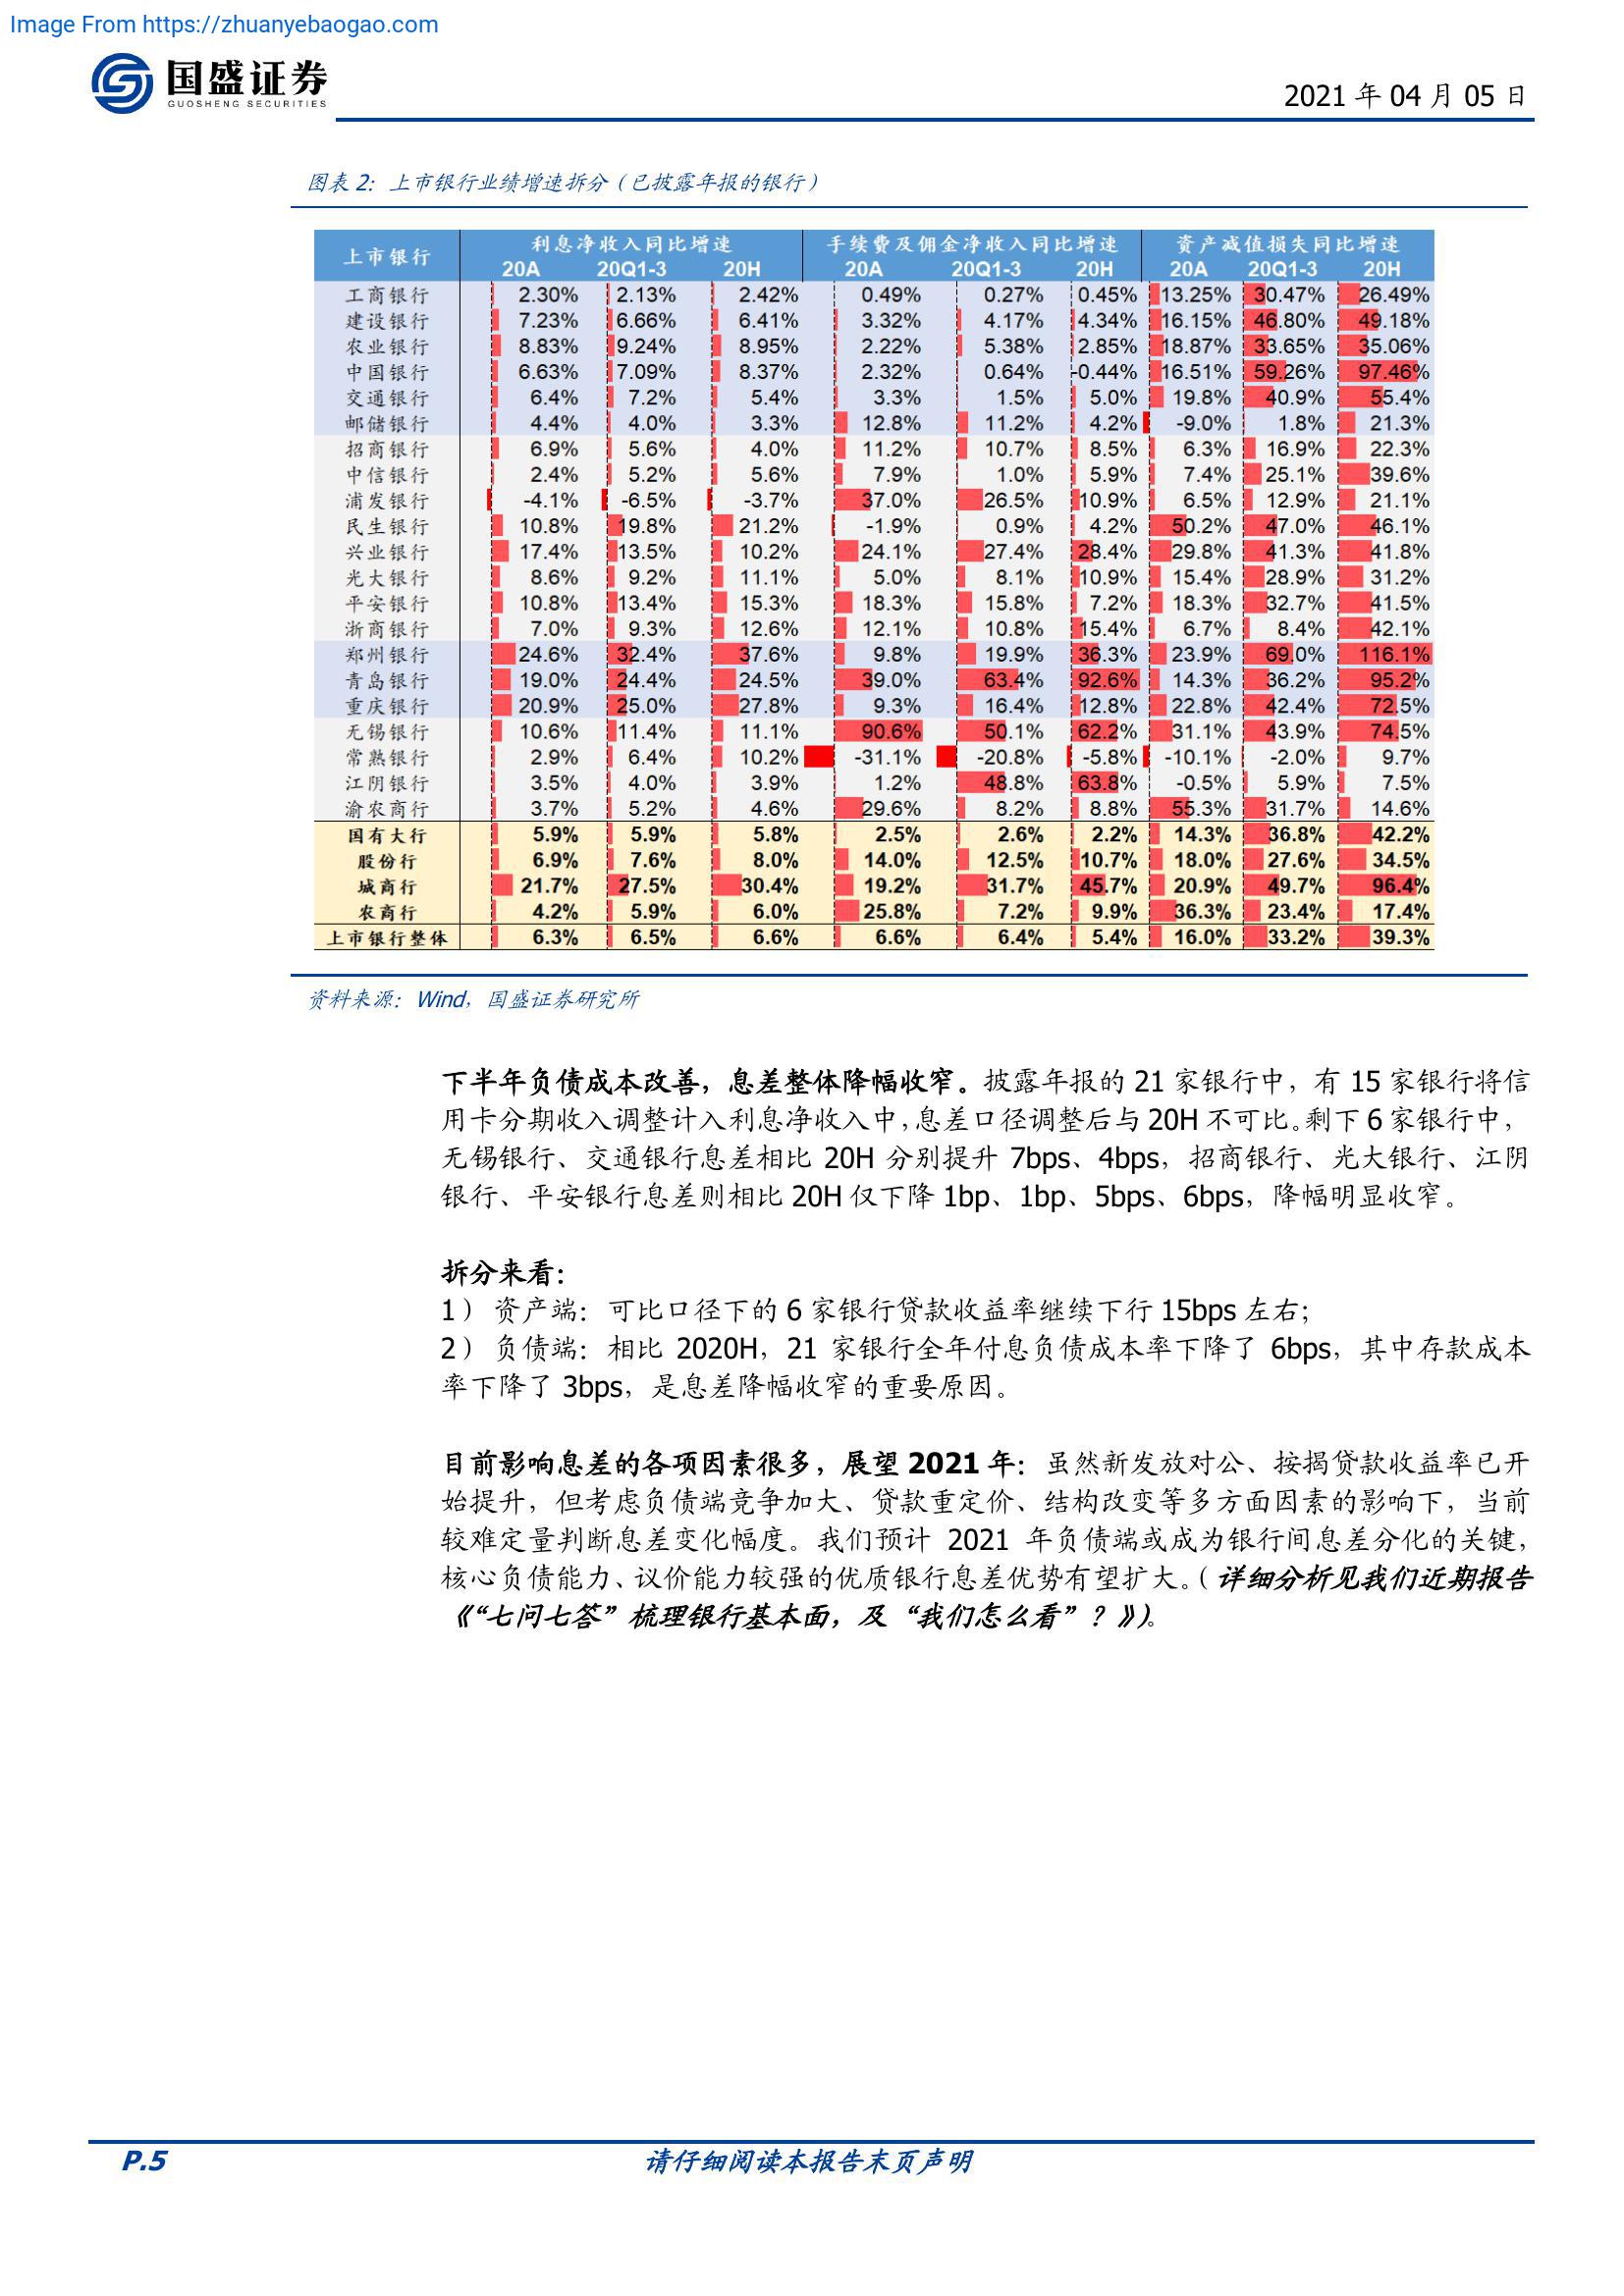 Image From https://zhuanyebaogao.com
国盛证券
GUOSHENG SECURITIES
2021 年 04 月 05 日
图表 2：上市银行业绩增速拆分（已披露年报的银行）
上市银行 利息净收入同比增速 手续费及佣金净收入同比增速 资产减值损失同比增速
20A 20Q1-3 20H 20A 20Q1-3 20H 20A 20Q1-3 20H
工商银行 2.30% 2.13% 2.42% 0.49% 0.27% 0.45% 13.25% 30.47% 26.49%
建设银行 7.23% 6.66% 6.41% 3.32% 4.17% 4.34% 16.15% 46.80% 49.18%
农业银行 8.83% 9.24% 8.95% 2.22% 5.38% 2.85% 18.87% 33.65% 35.06%
中国银行 6.63% 7.09% 8.37% 2.32% 0.64% -0.44% 16.51% 59.26% 97.46%
交通银行 6.4% 7.2% 5.4% 3.3% 1.5% 5.0% 19.8% 40.9% 55.4%
邮储银行 4.4% 4.0% 3.3% 12.8% 11.2% 4.2% -9.0% 1.8% 21.3%
招商银行 6.9% 5.6% 4.0% 11.2% 10.7% 8.5% 6.3% 16.9% 22.3%
中信银行 2.4% 5.2% 5.6% 7.9% 1.0% 5.9% 7.4% 25.1% 39.6%
浦发银行 -4.1% -6.5% -3.7% 37.0% 26.5% 10.9% 6.5% 12.9% 21.1%
民生银行 10.8% 19.8% 21.2% -1.9% 0.9% 4.2% 50.2% 47.0% 46.1%
兴业银行 17.4% 13.5% 10.2% 24.1% 27.4% 28.4% 29.8% 41.3% 41.8%
光大银行 8.6% 9.2% 11.1% 5.0% 8.1% 10.9% 15.4% 28.9% 31.2%
平安银行 10.8% 13.4% 15.3% 18.3% 15.8% 7.2% 18.3% 32.7% 41.5%
浙商银行 7.0% 9.3% 12.6% 12.1% 10.8% 15.4% 6.7% 8.4% 42.1%
郑州银行 24.6% 32.4% 37.6% 9.8% 19.9% 36.3% 23.9% 69.0% 116.1%
青岛银行 19.0% 24.4% 24.5% 39.0% 63.4% 92.6% 14.3% 36.2% 95.2%
重庆银行 20.9% 25.0% 27.8% 9.3% 16.4% 12.8% 22.8% 42.4% 72.5%
无锡银行 10.6% 11.4% 11.1% 90.6% 50.1% 62.2% 31.1% 43.9% 74.5%
常熟银行 2.9% 6.4% 10.2% -31.1% -20.8% -5.8% -10.1% -2.0% 9.7%
江阴银行 3.5% 4.0% 3.9% 1.2% 48.8% 63.8% -0.5% 5.9% 7.5%
渝农商行 3.7% 5.2% 4.6% 29.6% 8.2% 8.8% 55.3% 31.7% 14.6%
国有大行 5.9% 5.9% 5.8% 2.5% 2.6% 2.2% 14.3% 36.8% 42.2%
股份行 6.9% 7.6% 8.0% 14.0% 12.5% 10.7% 18.0% 27.6% 34.5%
城商行 21.7% 27.5% 30.4% 19.2% 31.7% 45.7% 20.9% 49.7% 96.4%
农商行 4.2% 5.9% 6.0% 25.8% 7.2% 9.9% 36.3% 23.4% 17.4%
上市银行整体 6.3% 6.5% 6.6% 6.6% 6.4% 5.4% 16.0% 33.2% 39.3%
资料来源：Wind，国盛证券研究所
下半年负债成本改善，息差整体降幅收窄。披露年报的 21 家银行中，有 15 家银行将信
用卡分期收入调整计入利息净收入中，息差口径调整后与 20H 不可比。剩下 6 家银行中，
无锡银行、交通银行息差相比 20H 分别提升 7bps、4bps，招商银行、光大银行、江阴
银行、平安银行息差则相比 20H 仅下降 1bp、1bp、5bps、6bps，降幅明显收窄。
拆分来看：
1） 资产端：可比口径下的 6 家银行贷款收益率继续下行 15bps 左右；
2） 负债端：相比 2020H，21 家银行全年付息负债成本率下降了 6bps，其中存款成本
率下降了 3bps，是息差降幅收窄的重要原因。
目前影响息差的各项因素很多，展望 2021 年：虽然新发放对公、按揭贷款收益率已开
始提升，但考虑负债端竞争加大、贷款重定价、结构改变等多方面因素的影响下，当前
较难定量判断息差变化幅度。我们预计 2021 年负债端或成为银行间息差分化的关键，
核心负债能力、议价能力较强的优质银行息差优势有望扩大。（详细分析见我们近期报告
《“七问七答”梳理银行基本面，及“我们怎么看”？》）。
P.5
请仔细阅读本报告末页声明